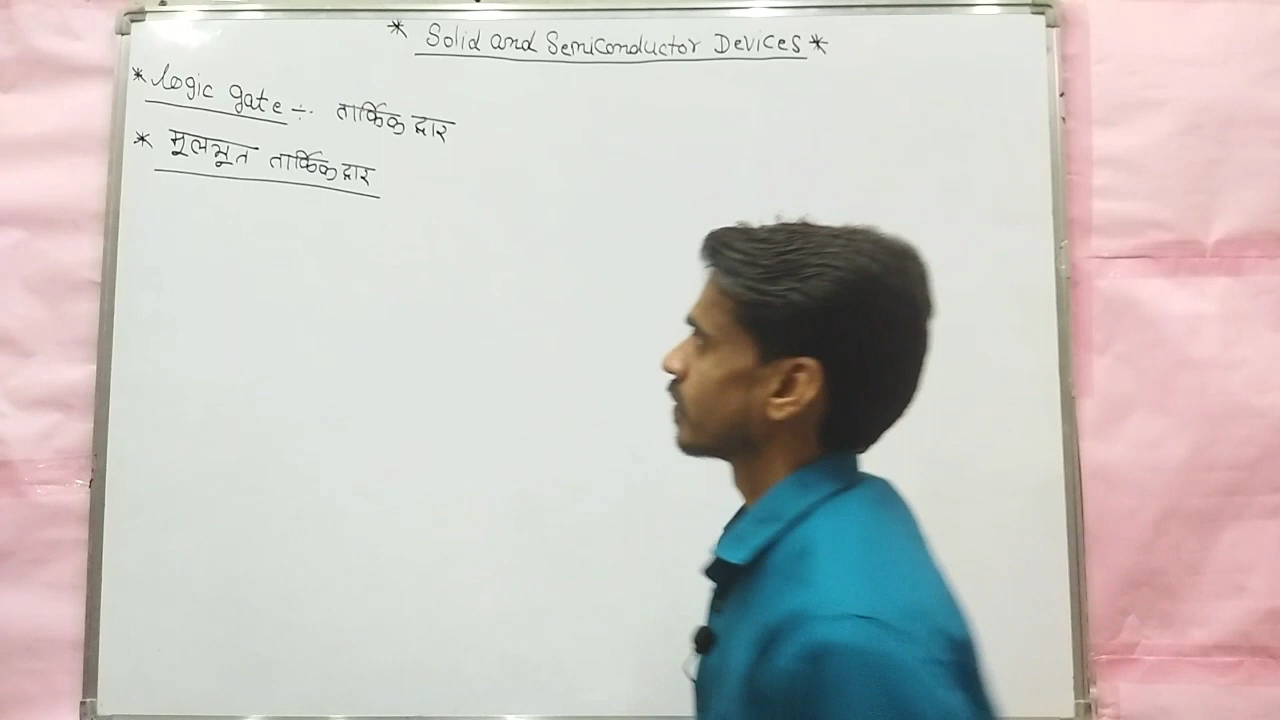 * Solid and Semiconductor Devices *
* Logic gate ÷ तार्किक द्वार
* मूलभूत तार्किक द्वार